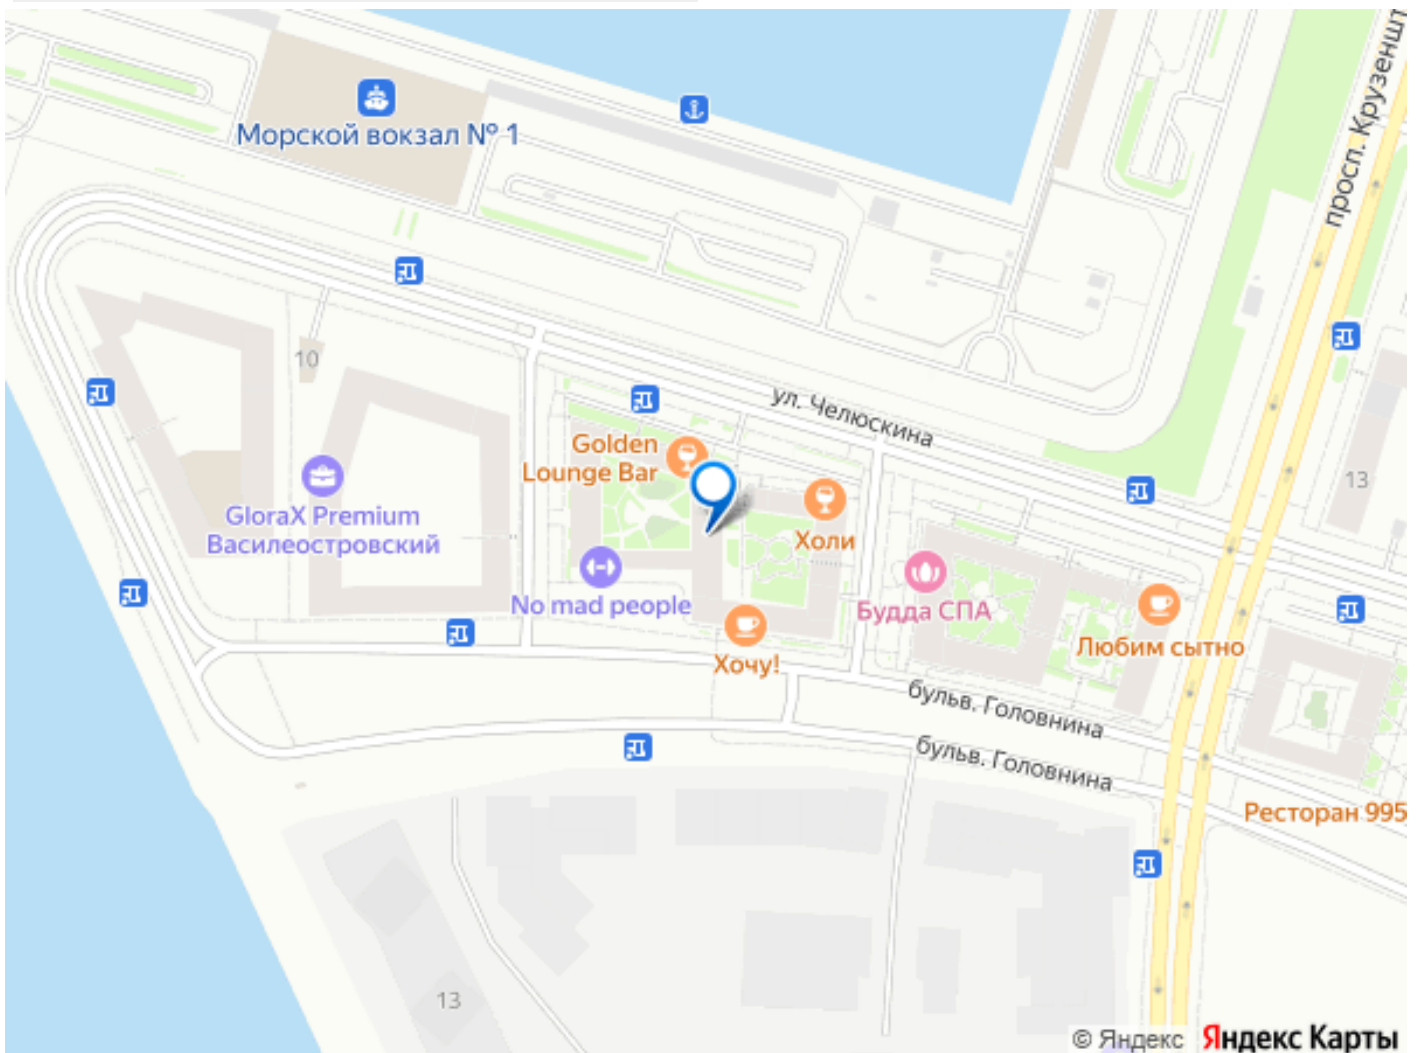 просп. Крузеншт
Морской вокзал № 1
10
ул. Челюскина
Golden
Lounge Bar
13
GloraX Premium
Василеостровский
Холи
No mad people
Будда СПА
Хочу!
Любим сытно
бульв. Головнина
бульв. Головнина
Ресторан 995
13
© Яндекс Яндекс Карты